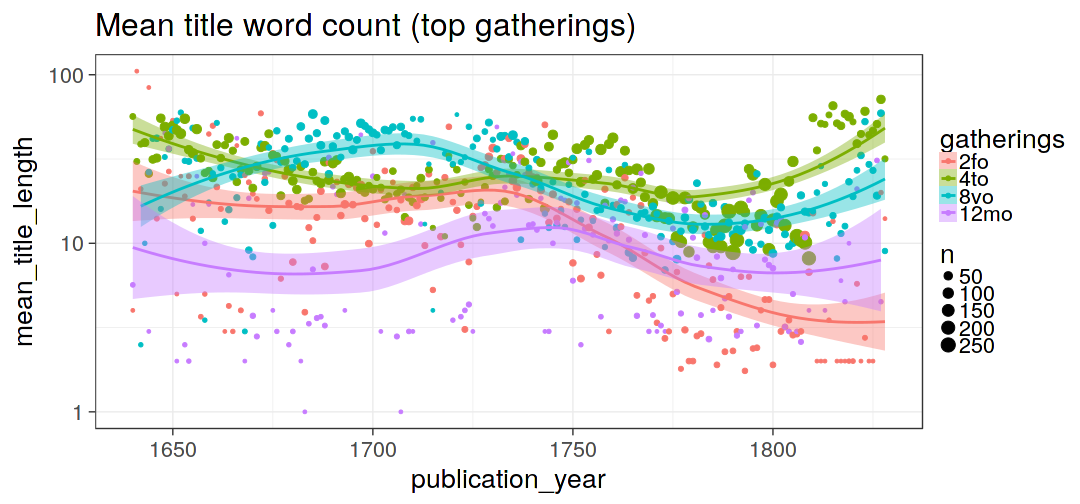 Mean title word count (top gatherings)
mean_title_length
100
10
1
1650
1700
1750
1800
publication_year
gatherings
2fo
4to
8vo
12mo
n
50
100
150
200
250